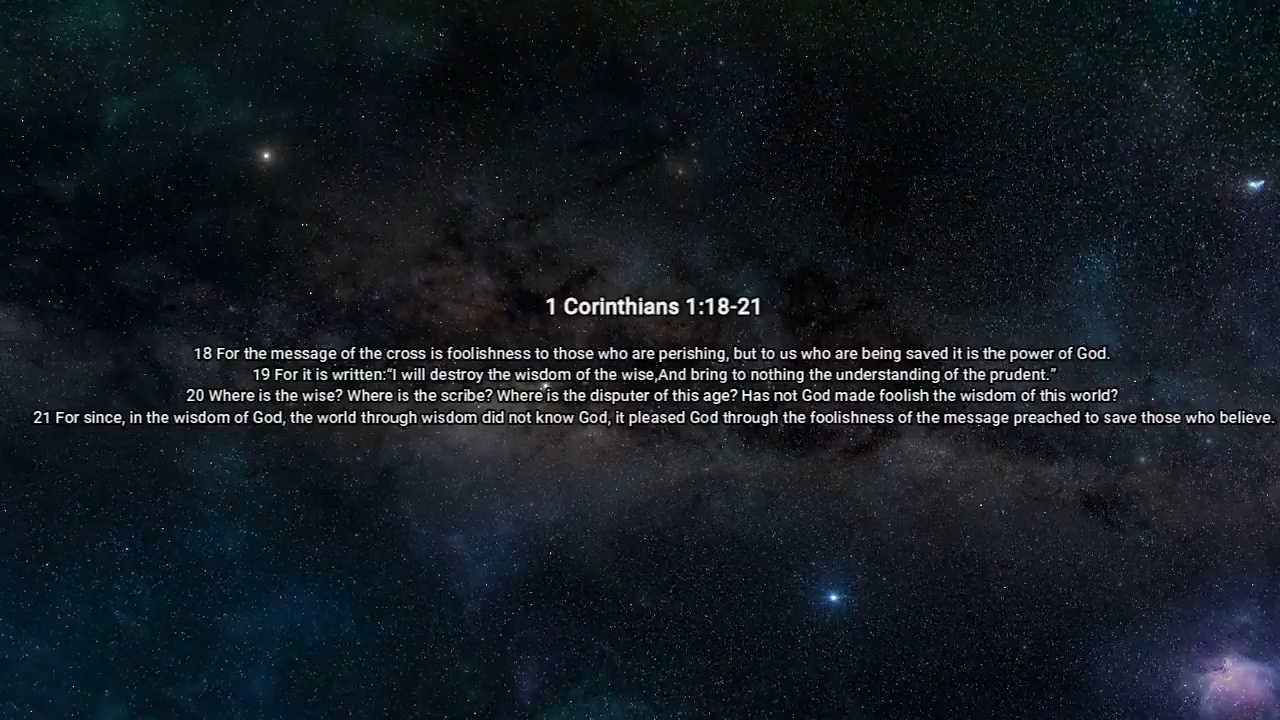 1 Corinthians 1:18-21
18 For the message of the cross is foolishness to those who are perishing, but to us who are being saved it is the power of God.
19 For it is written:“I will destroy the wisdom of the wise,And bring to nothing the understanding of the prudent.”
20 Where is the wise? Where is the scribe? Where is the disputer of this age? Has not God made foolish the wisdom of this world?
21 For since, in the wisdom of God, the world through wisdom did not know God, it pleased God through the foolishness of the message preached to save those who believe.